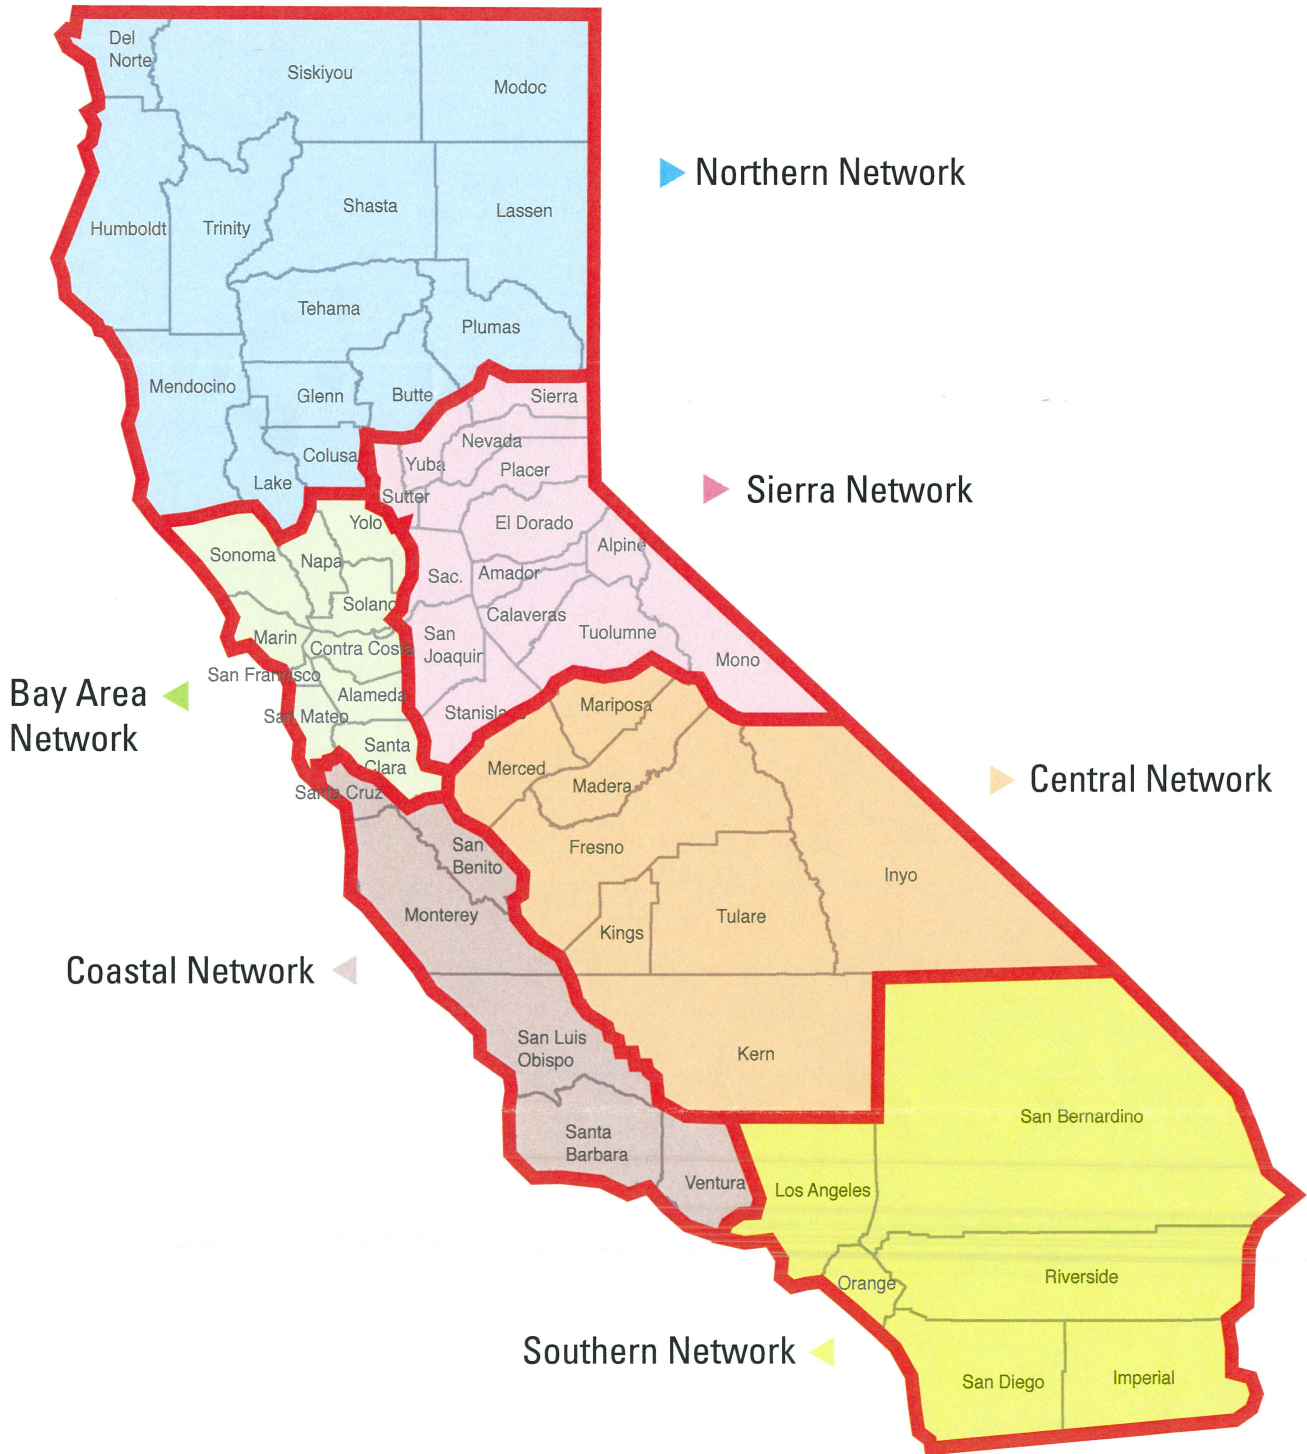 Del
Norte
Siskiyou
Modoc
Northern Network
Humboldt
Trinity
Shasta
Lassen
Tehama
Plumas
Mendocino
Glenn
Butte
Sierra
Colusa
Lake
Nevada
Yuba
Placer
Sutter
Sierra Network
Yolo
El Dorado
Sonoma
Napa
Alpine
Sac.
Amador
Solano
Calaveras
Marin
Contra Costa
San
Joaquin
Tuolumne
Mono
San Francisco
Bay Area
Network
Alameda
San Mateo
Stanislaus
Mariposa
Santa
Clara
Merced
Madera
Central Network
Santa Cruz
San
Benito
Fresno
Inyo
Monterey
Kings
Tulare
Coastal Network
San Luis
Obispo
Kern
San Bernardino
Santa
Barbara
Ventura
Los Angeles
Orange
Riverside
Southern Network
San Diego
Imperial